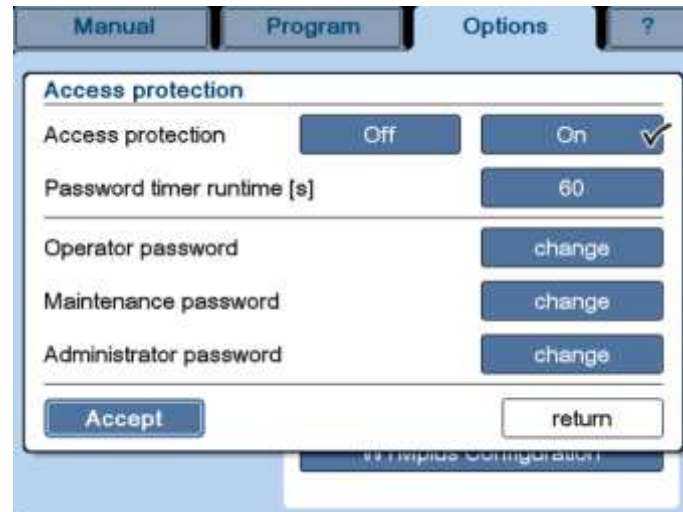 Manual Program Options ?
Access protection
Access protection Off On
Password timer runtime [s] 60
Operator password change
Maintenance password change
Administrator password change
Accept return
Configuration